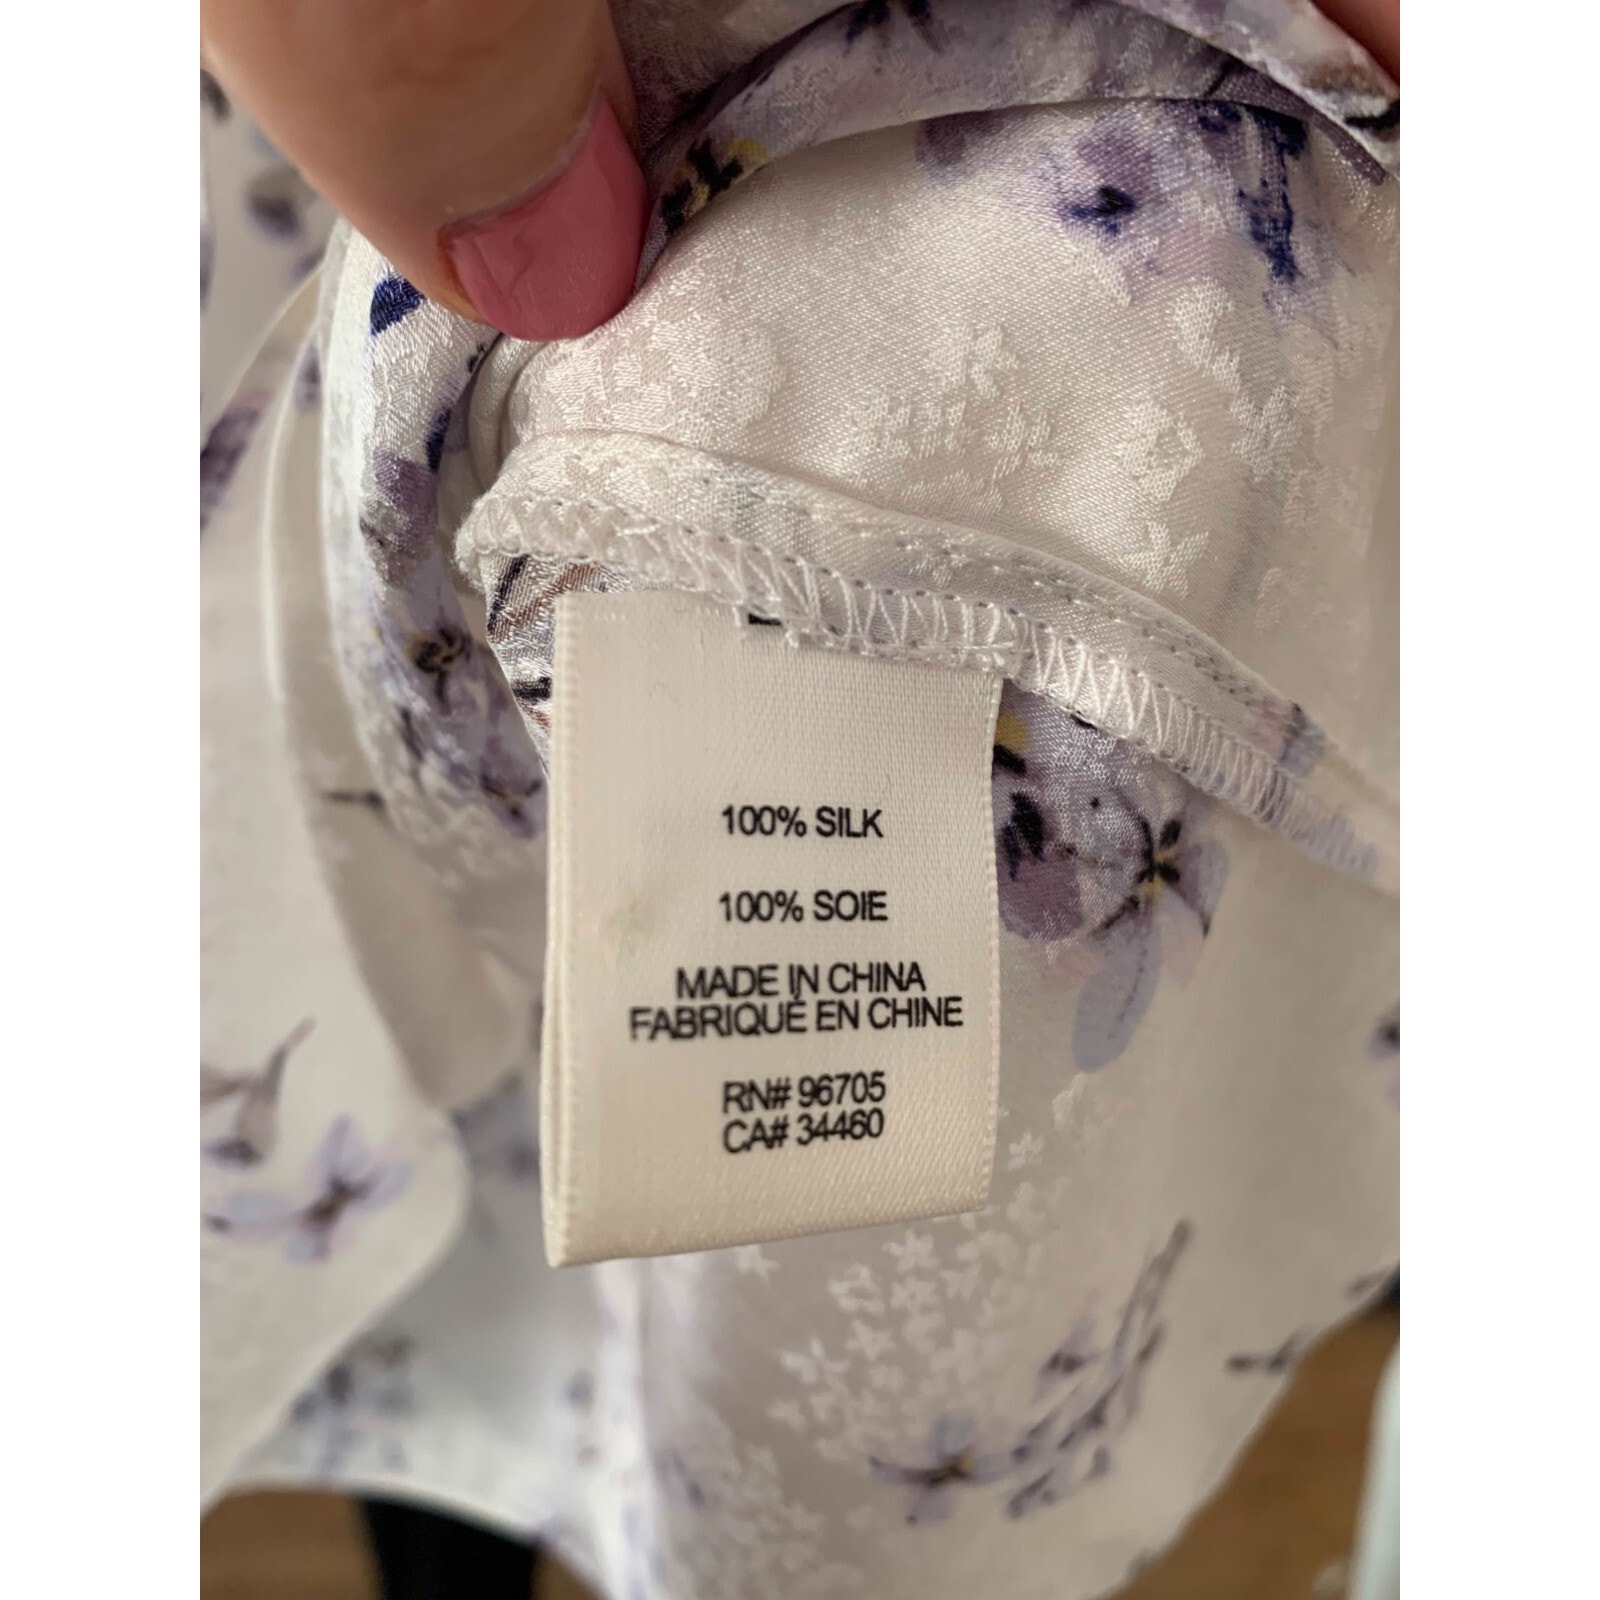 100% SILK
100% SOIE
MADE IN CHINA
FABRIQUÉ EN CHINE
RN# 96705
CA# 34460